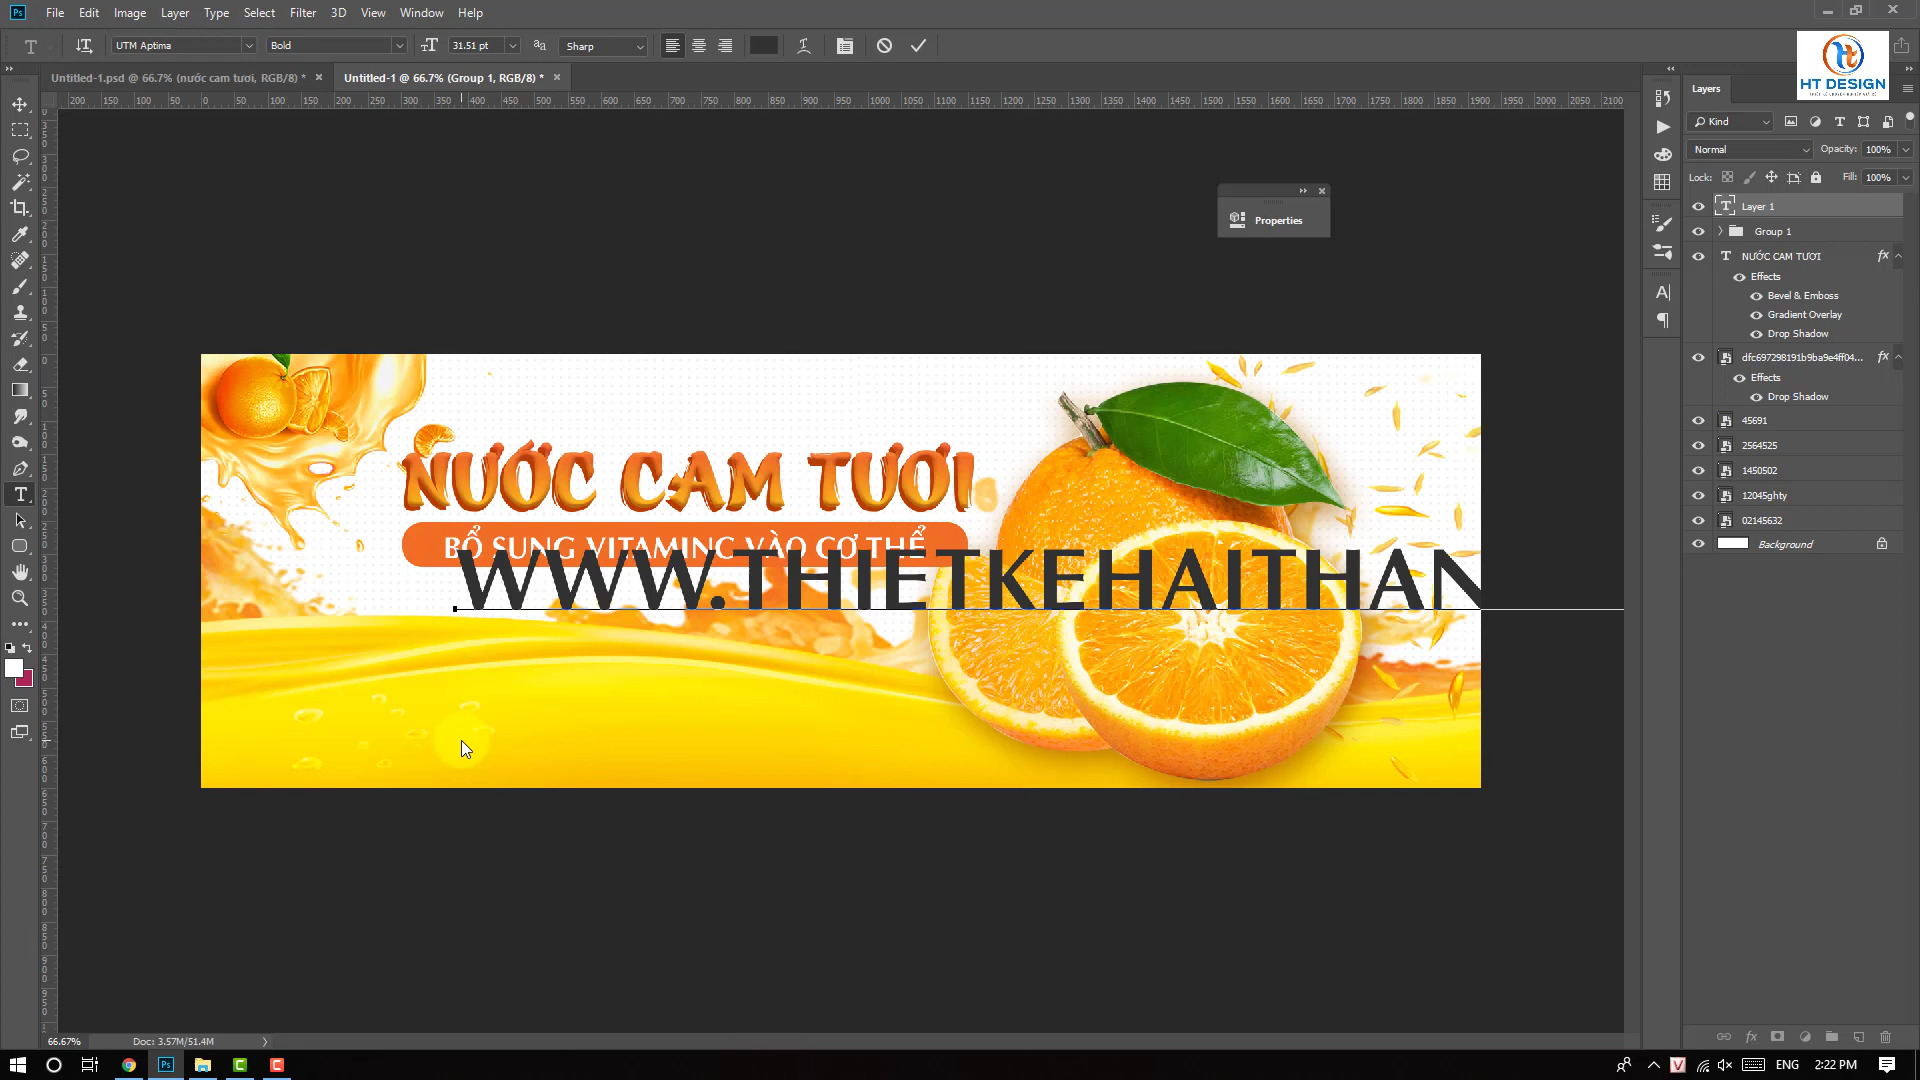 File Edit Image Layer Type Select Filter 3D View Window Help
UTM Aptima Bold 31.51 pt Sharp
Untitled-1.psd @ 66.7% (nước cam tươi, RGB/8) * Untitled-1 @ 66.7% (Group 1, RGB/8) *
HT DESIGN
Layers
Kind
Normal Opacity: 100%
Lock: Fill: 100%
Properties
Layer 1
Group 1
NƯỚC CAM TƯƠI
Effects
Bevel & Emboss
Gradient Overlay
Drop Shadow
dfc697298191b9ba9e4ff04...
Effects
Drop Shadow
45691
2564525
1450502
12045ghty
02145632
Background
NƯỚC CAM TƯƠI
BỔ SUNG VITAMING VÀO CƠ THỂ
WWW.THIETKEHAITHAN
66.67% Doc: 3.57M/51.4M
ENG 2:22 PM